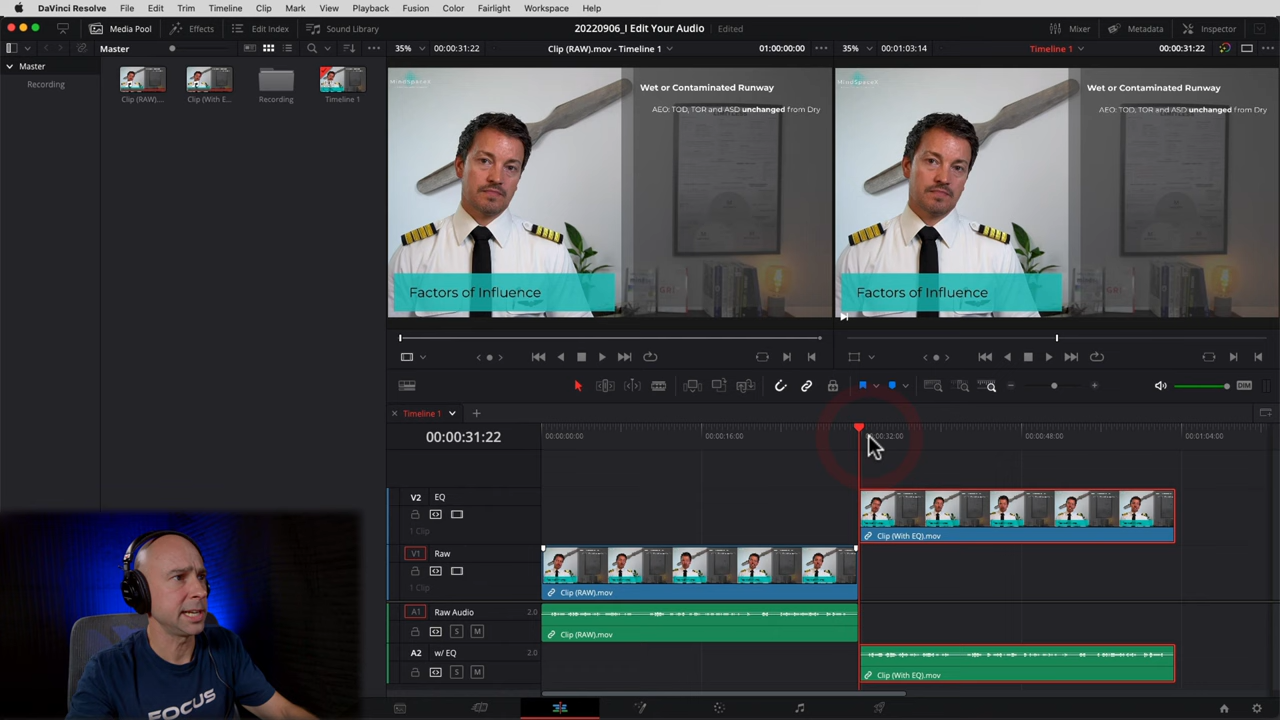 DaVinci Resolve File Edit Trim Timeline Clip Mark View Playback Fusion Color Fairlight Workspace Help
Media Pool Effects Edit Index Sound Library 20220906_I Edit Your Audio Edited Mixer Metadata Inspector
Master 35% 00:00:31:22 Clip (RAW).mov - Timeline 1 01:00:00:00 35% 00:01:03:14 Timeline 1 00:00:31:22
Master
Recording
Clip (RAW)... Clip (With E... Recording Timeline 1
MINDSPACEX
Wet or Contaminated Runway
AEO: TOD, TOR and ASD unchanged from Dry
Factors of Influence
MINDSPACEX
Wet or Contaminated Runway
AEO: TOD, TOR and ASD unchanged from Dry
Factors of Influence
DIM
Timeline 1
00:00:31:22 00:00:00:00 00:00:16:00 00:00:32:00 00:00:48:00 00:01:04:00
V2 EQ
1 Clip
Clip (With EQ).mov
V1 Raw
1 Clip
Clip (RAW).mov
A1 Raw Audio 2.0
S M
Clip (RAW).mov
A2 w/ EQ 2.0
S M
Clip (With EQ).mov
FOCUS